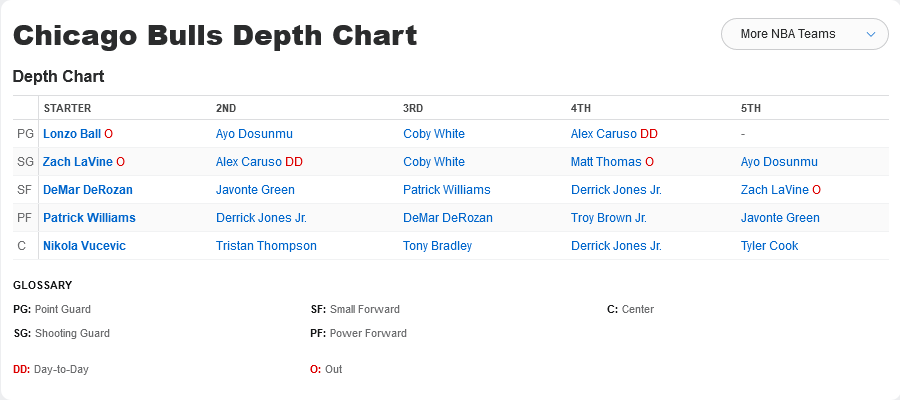 Chicago Bulls Depth Chart
More NBA Teams
Depth Chart
STARTER 2ND 3RD 4TH 5TH
PG Lonzo Ball O Ayo Dosunmu Coby White Alex Caruso DD -
SG Zach LaVine O Alex Caruso DD Coby White Matt Thomas O Ayo Dosunmu
SF DeMar DeRozan Javonte Green Patrick Williams Derrick Jones Jr. Zach LaVine O
PF Patrick Williams Derrick Jones Jr. DeMar DeRozan Troy Brown Jr. Javonte Green
C Nikola Vucevic Tristan Thompson Tony Bradley Derrick Jones Jr. Tyler Cook
GLOSSARY
PG: Point Guard SF: Small Forward C: Center
SG: Shooting Guard PF: Power Forward
DD: Day-to-Day O: Out